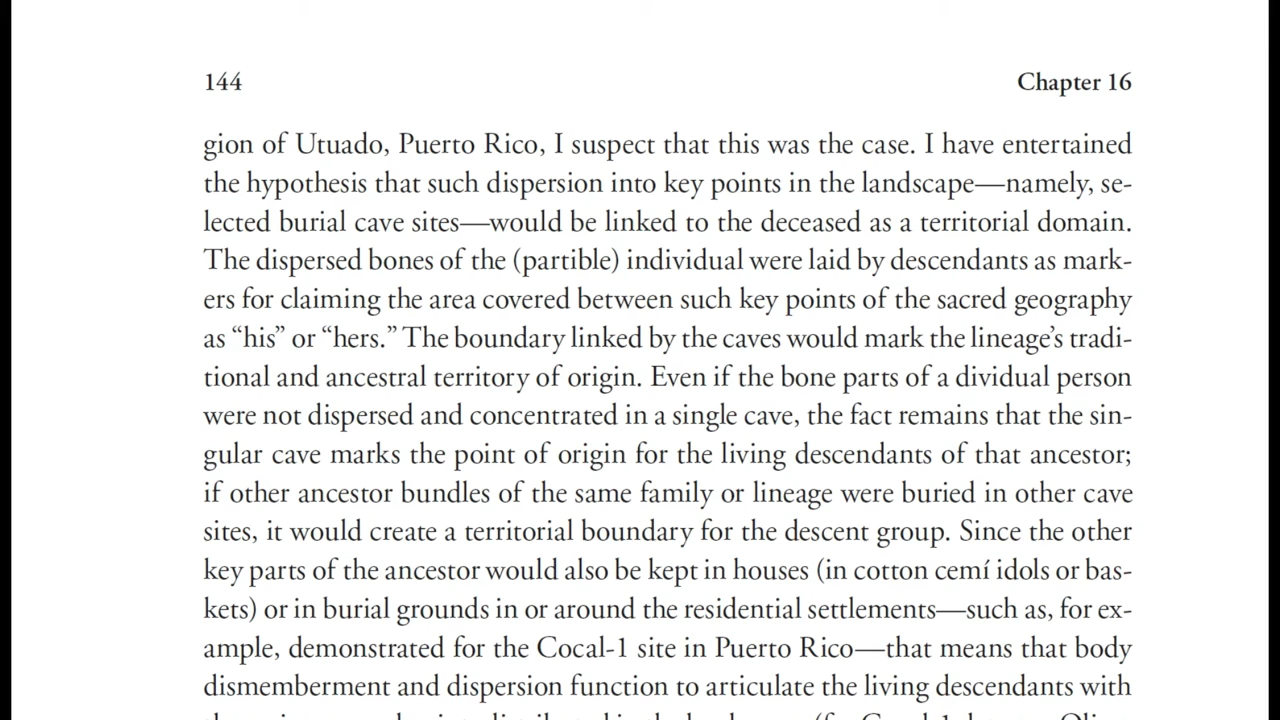 144 Chapter 16
gion of Utuado, Puerto Rico, I suspect that this was the case. I have entertained
the hypothesis that such dispersion into key points in the landscape—namely, se-
lected burial cave sites—would be linked to the deceased as a territorial domain.
The dispersed bones of the (partible) individual were laid by descendants as mark-
ers for claiming the area covered between such key points of the sacred geography
as “his” or “hers.” The boundary linked by the caves would mark the lineage’s tradi-
tional and ancestral territory of origin. Even if the bone parts of a dividual person
were not dispersed and concentrated in a single cave, the fact remains that the sin-
gular cave marks the point of origin for the living descendants of that ancestor;
if other ancestor bundles of the same family or lineage were buried in other cave
sites, it would create a territorial boundary for the descent group. Since the other
key parts of the ancestor would also be kept in houses (in cotton cemí idols or bas-
kets) or in burial grounds in or around the residential settlements—such as, for ex-
ample, demonstrated for the Cocal-1 site in Puerto Rico—that means that body
dismemberment and dispersion function to articulate the living descendants with